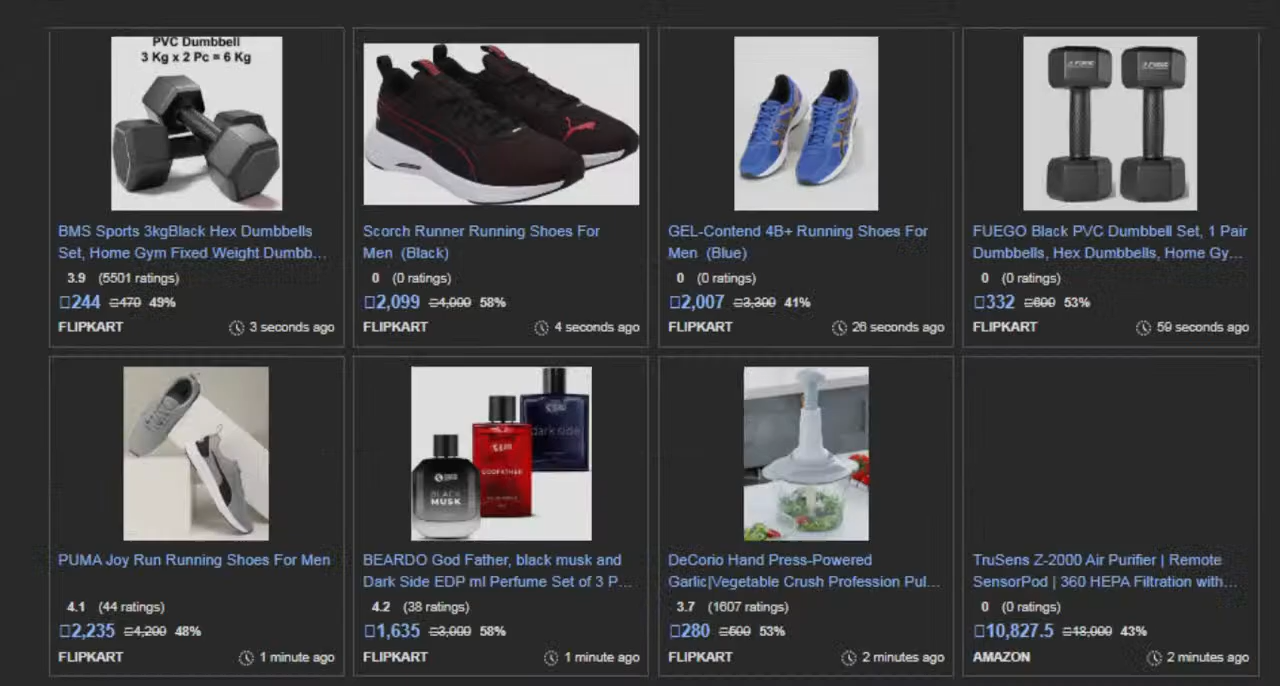 PVC Dumbbell
3 Kg x 2 Pc = 6 Kg
BMS Sports 3kgBlack Hex Dumbbells
Set, Home Gym Fixed Weight Dumbb...
3.9 (5501 ratings)
▯244 =470 49%
FLIPKART 3 seconds ago
Scorch Runner Running Shoes For
Men (Black)
0 (0 ratings)
▯2,099 =4,000 58%
FLIPKART 4 seconds ago
GEL-Contend 4B+ Running Shoes For
Men (Blue)
0 (0 ratings)
▯2,007 =3,300 41%
FLIPKART 26 seconds ago
FUEGO
FUEGO
FUEGO Black PVC Dumbbell Set, 1 Pair
Dumbbells, Hex Dumbbells, Home Gy...
0 (0 ratings)
▯332 =600 53%
FLIPKART 59 seconds ago
PUMA Joy Run Running Shoes For Men
4.1 (44 ratings)
▯2,235 =4,200 48%
FLIPKART 1 minute ago
BLACK
MUSK
GODFATHER
dark side
BEARDO God Father, black musk and
Dark Side EDP ml Perfume Set of 3 P...
4.2 (38 ratings)
▯1,635 =3,000 58%
FLIPKART 1 minute ago
DeCorio Hand Press-Powered
Garlic|Vegetable Crush Profession Pul...
3.7 (1607 ratings)
▯280 =600 53%
FLIPKART 2 minutes ago
TruSens Z-2000 Air Purifier | Remote
SensorPod | 360 HEPA Filtration with...
0 (0 ratings)
▯10,827.5 =18,000 43%
AMAZON 2 minutes ago